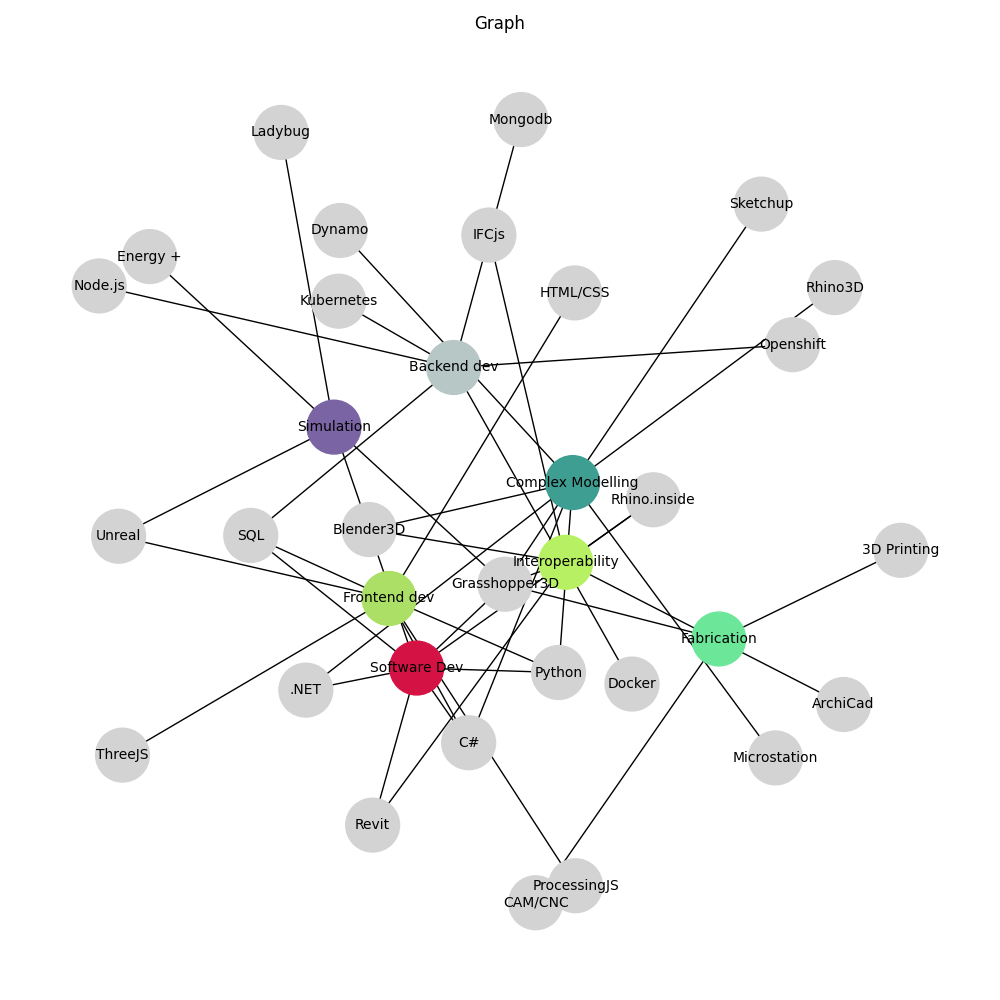 Graph
Mongodb
Ladybug
Sketchup
Dynamo
IFCjs
Energy +
Node.js
Rhino3D
HTML/CSS
Kubernetes
Openshift
Backend dev
Simulation
Complex Modelling
Rhino.inside
Blender3D
Unreal
SQL
3D Printing
Interoperability
Grasshopper3D
Frontend dev
Fabrication
Software Dev
Python
Docker
.NET
ArchiCad
C#
ThreeJS
Microstation
Revit
ProcessingJS
CAM/CNC